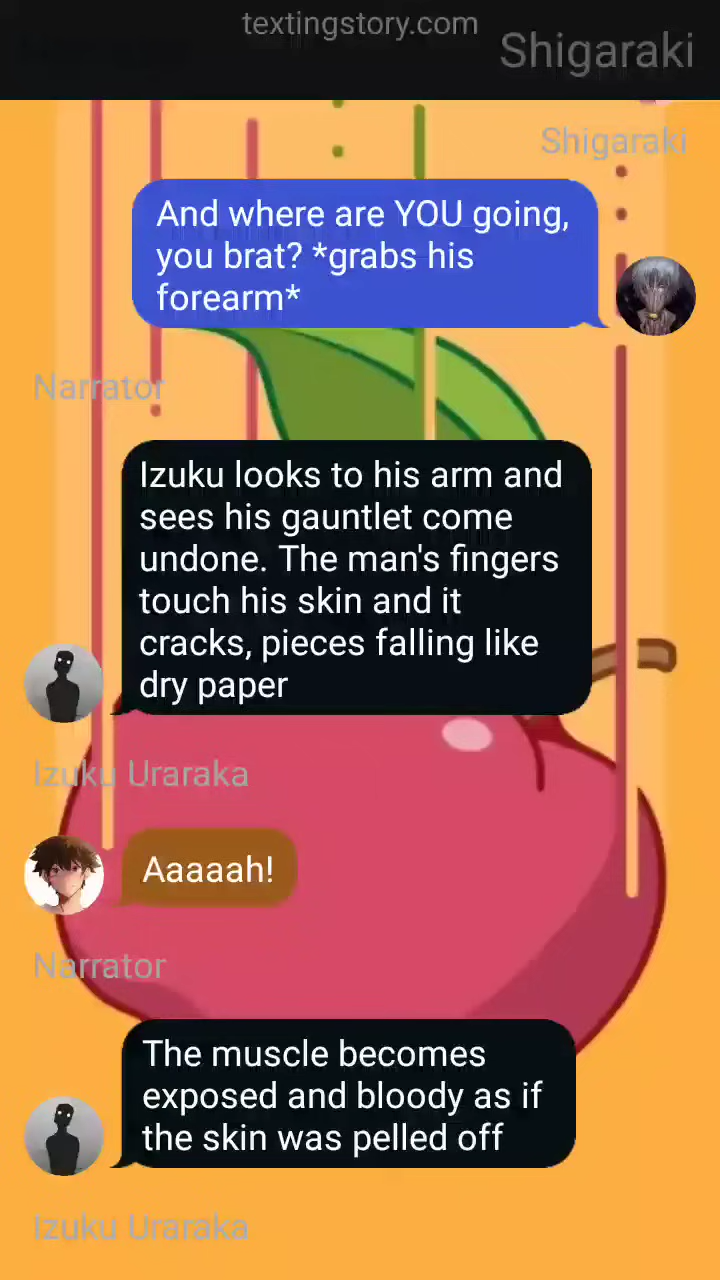 textingstory.com
Shigaraki
Shigaraki
And where are YOU going,
you brat? *grabs his
forearm*
Narrator
Izuku looks to his arm and
sees his gauntlet come
undone. The man's fingers
touch his skin and it
cracks, pieces falling like
dry paper
Izuku Uraraka
Aaaaah!
Narrator
The muscle becomes
exposed and bloody as if
the skin was pelled off
Izuku Uraraka